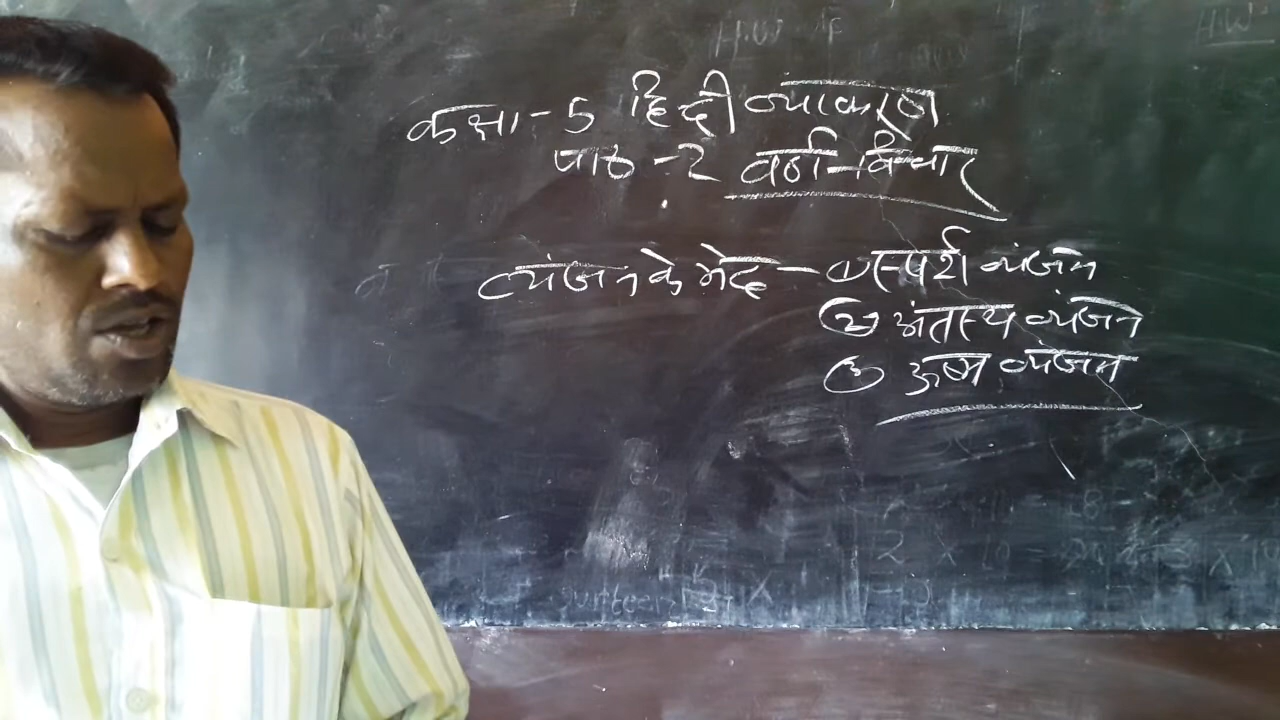 H.W
H.W
कक्षा-5 हिंदी व्याकरण
पाठ -2 वर्ण-विचार
व्यंजन के भेद - ① स्पर्श व्यंजन
② अंतस्थ व्यंजन
③ ऊष्म व्यंजन